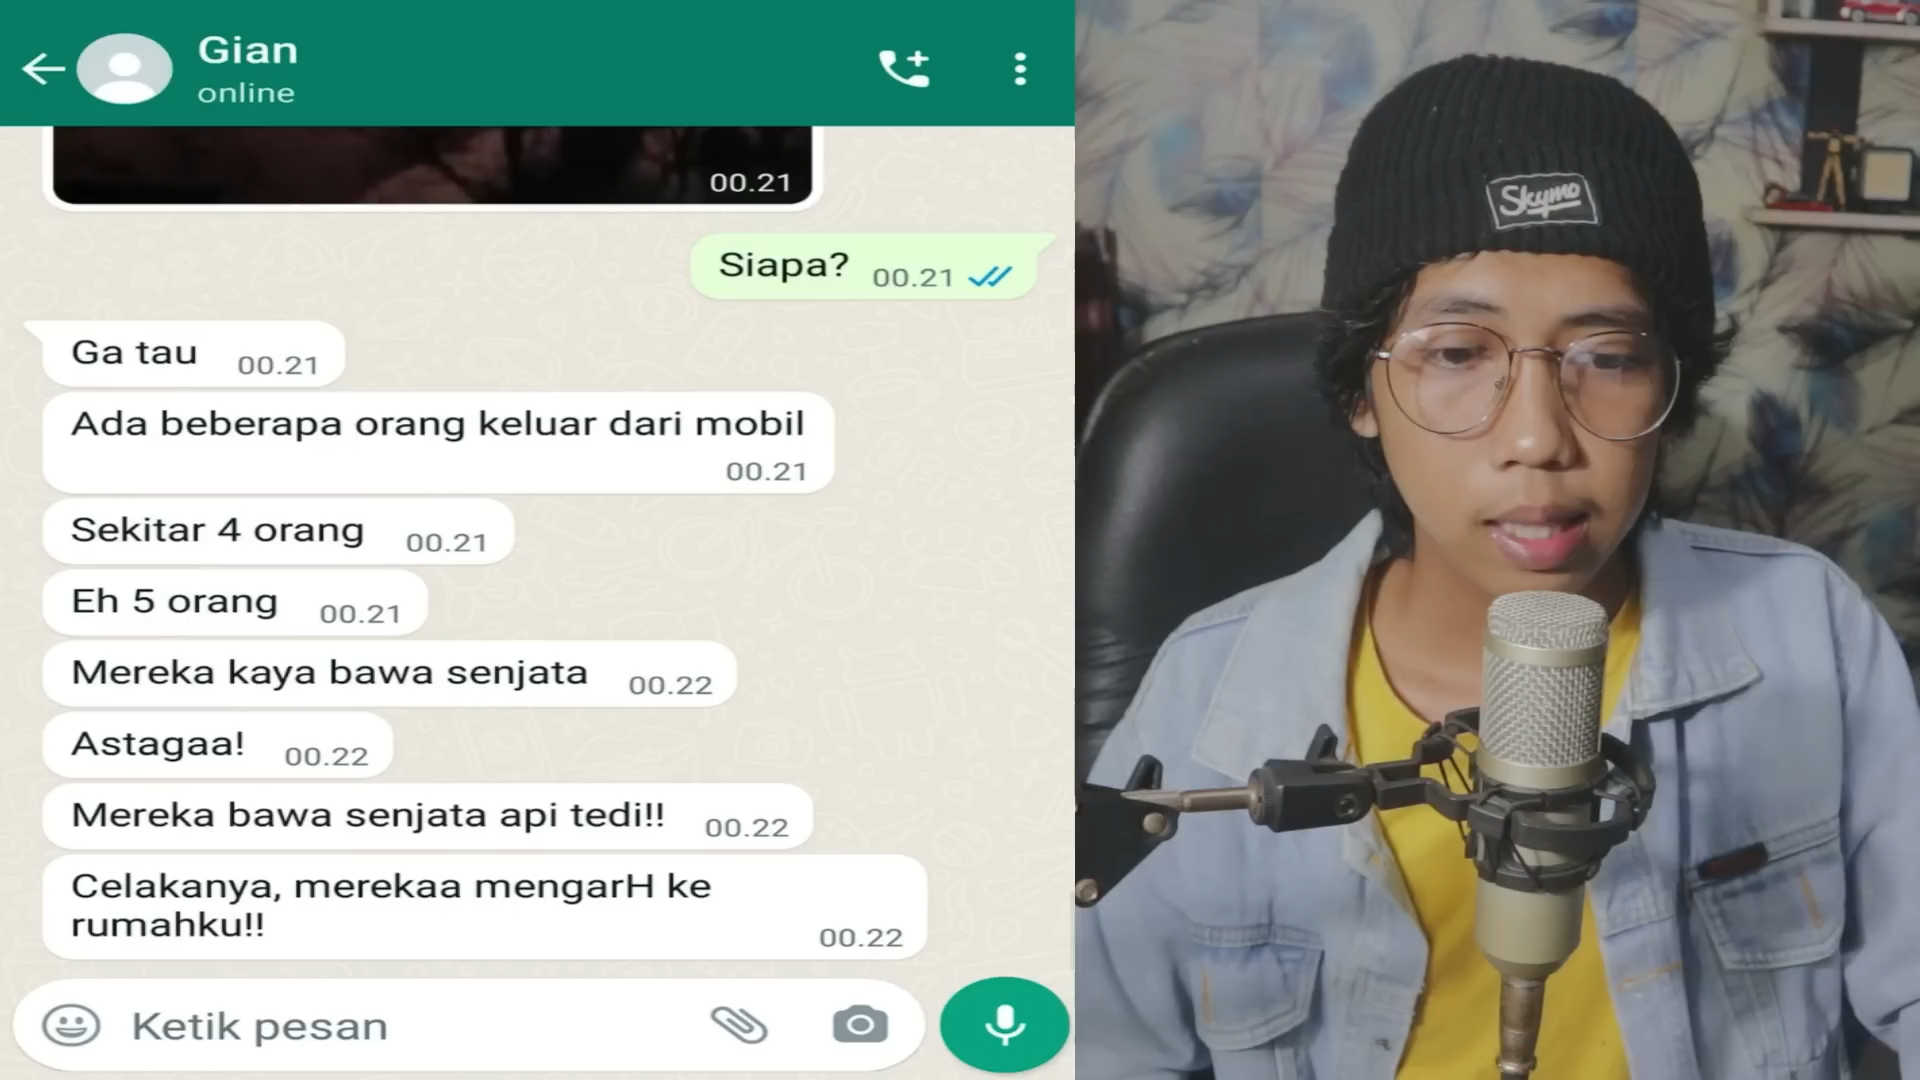 Gian
online
00.21
Siapa? 00.21
Ga tau 00.21
Ada beberapa orang keluar dari mobil
00.21
Sekitar 4 orang 00.21
Eh 5 orang 00.21
Mereka kaya bawa senjata 00.22
Astagaa! 00.22
Mereka bawa senjata api tedi!! 00.22
Celakanya, merekaa mengarH ke
rumahku!! 00.22
Ketik pesan
Skymo